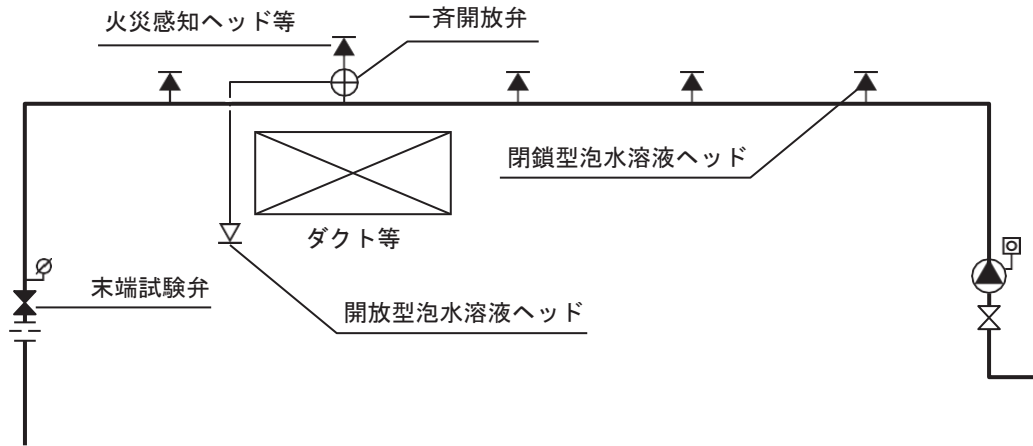 火災感知ヘッド等
一斉開放弁
閉鎖型泡水溶液ヘッド
ダクト等
末端試験弁
開放型泡水溶液ヘッド